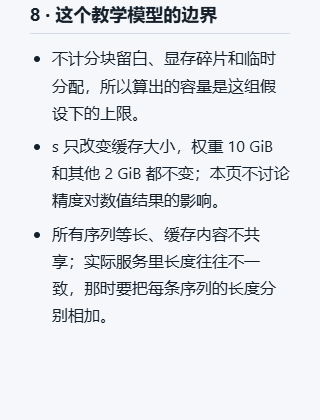 8 · 这个教学模型的边界
• 不计分块留白、显存碎片和临时
分配，所以算出的容量是这组假
设下的上限。
• s 只改变缓存大小，权重 10 GiB
和其他 2 GiB 都不变；本页不讨论
精度对数值结果的影响。
• 所有序列等长、缓存内容不共
享；实际服务里长度往往不一
致，那时要把每条序列的长度分
别相加。